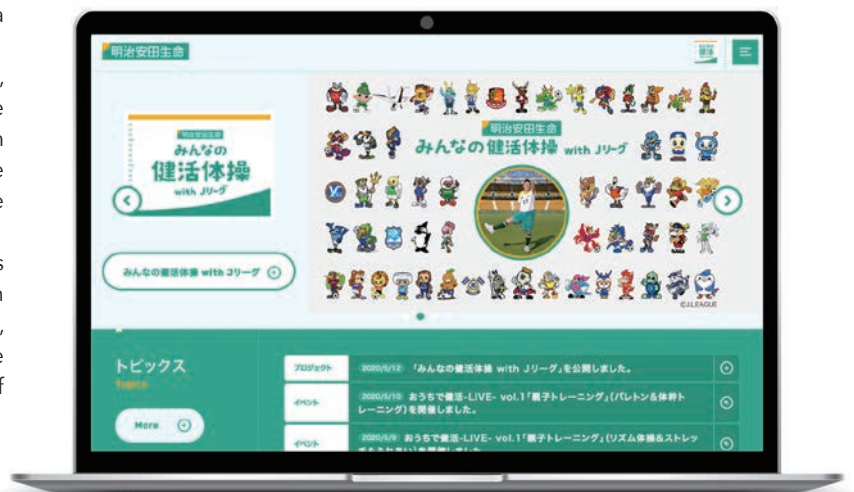 明治安田生命
明治安田生命
みんなの
健活体操
with Jリーグ
みんなの健活体操 with Jリーグ
明治安田生命
みんなの健活体操 with Jリーグ
©J.LEAGUE
トピックス
Topics
More
プロジェクト 2020/5/12 「みんなの健活体操 with Jリーグ」を公開しました。
イベント 2020/5/10 おうちで健活-LIVE- vol.1「親子トレーニング」(バレトン&体幹ト
レーニング)を開催しました。
イベント 2020/5/9 おうちで健活-LIVE- vol.1「親子トレーニング」(リズム体操&ストレッ